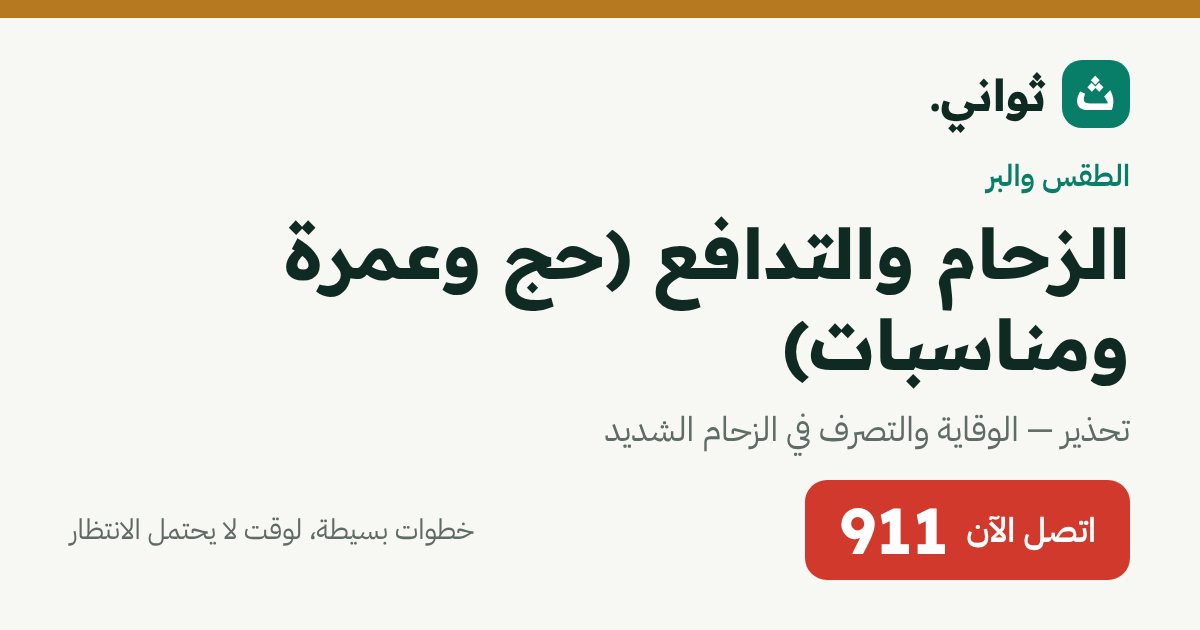 ث ثواني.
الطقس والبر
الزحام والتدافع (حج وعمرة
ومناسبات)
تحذير — الوقاية والتصرف في الزحام الشديد
اتصل الآن 911
خطوات بسيطة، لوقت لا يحتمل الانتظار